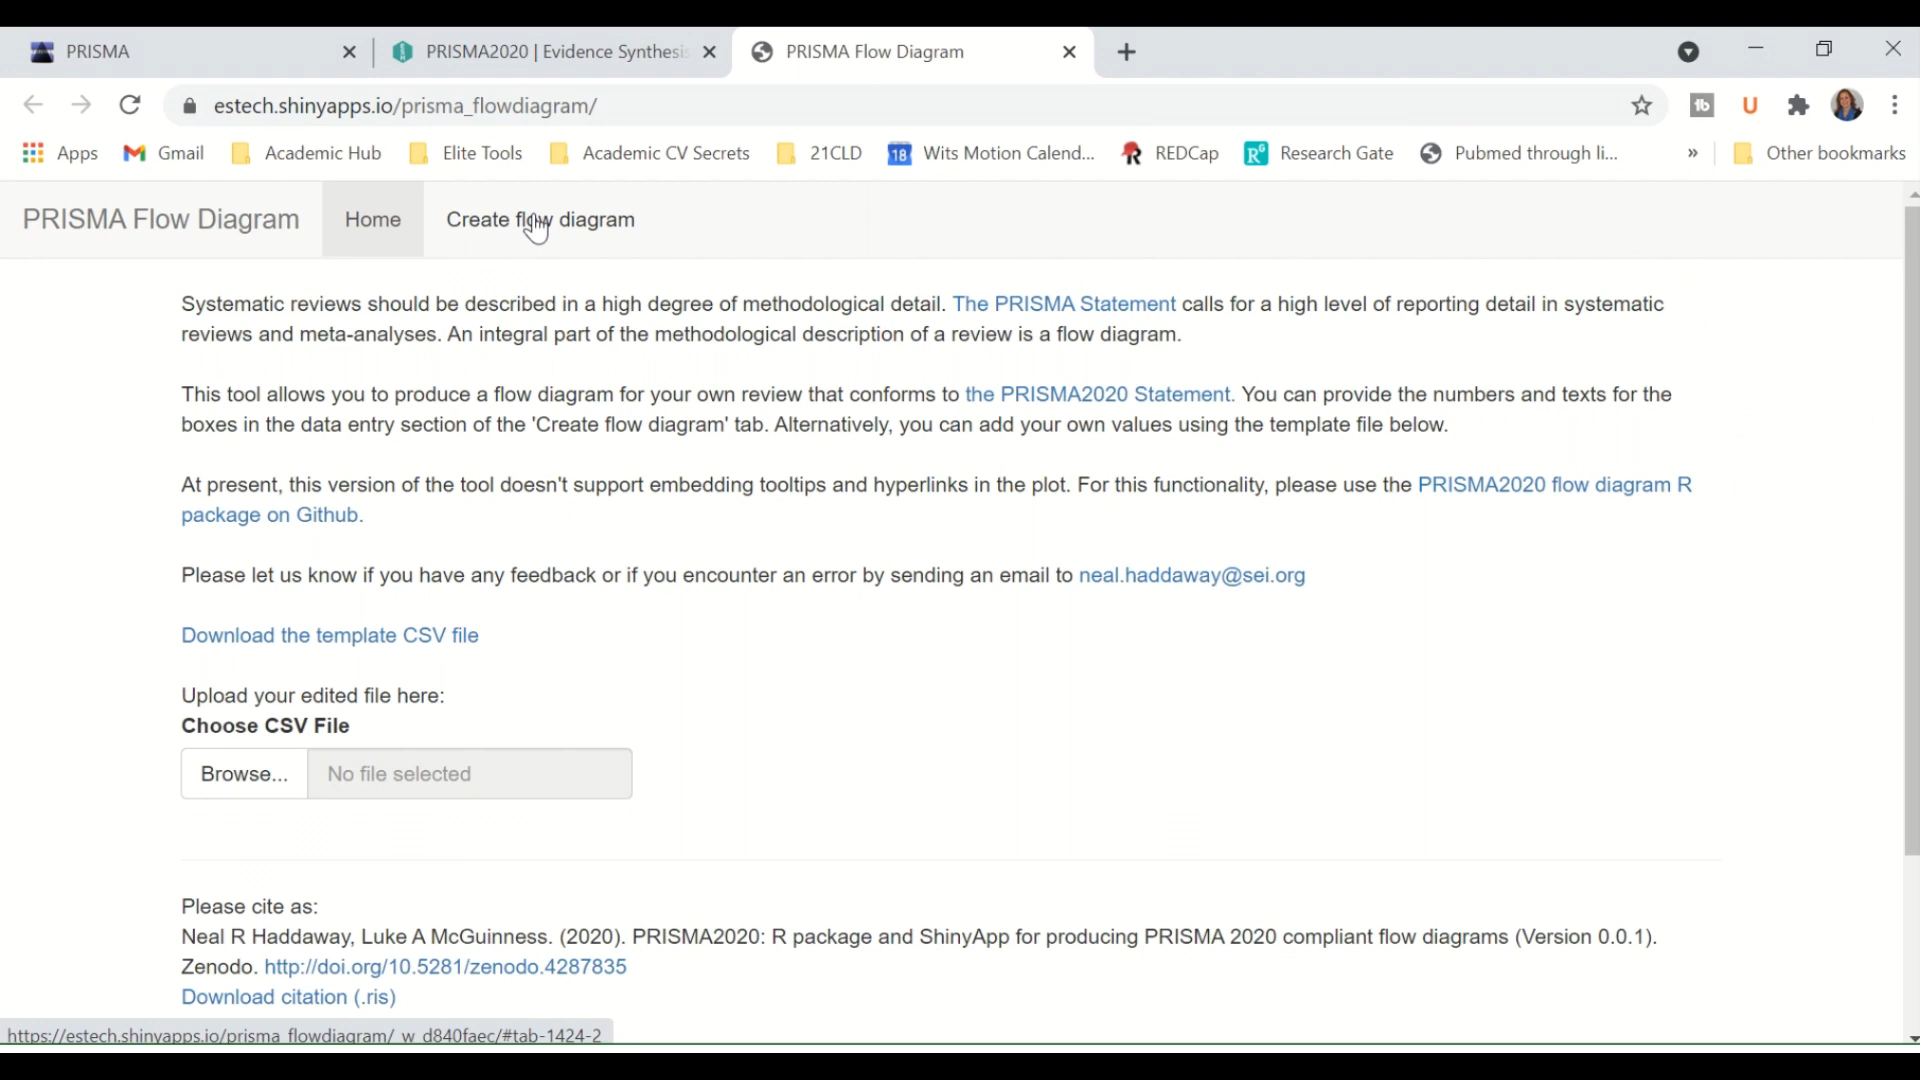 PRISMA
PRISMA2020 | Evidence Synthesis
PRISMA Flow Diagram
estech.shinyapps.io/prisma_flowdiagram/
Apps
Gmail
Academic Hub
Elite Tools
Academic CV Secrets
21CLD
18
Wits Motion Calend...
REDCap
Research Gate
Pubmed through li...
»
Other bookmarks
PRISMA Flow Diagram
Home
Create flow diagram
Systematic reviews should be described in a high degree of methodological detail. The PRISMA Statement calls for a high level of reporting detail in systematic
reviews and meta-analyses. An integral part of the methodological description of a review is a flow diagram.
This tool allows you to produce a flow diagram for your own review that conforms to the PRISMA2020 Statement. You can provide the numbers and texts for the
boxes in the data entry section of the 'Create flow diagram' tab. Alternatively, you can add your own values using the template file below.
At present, this version of the tool doesn't support embedding tooltips and hyperlinks in the plot. For this functionality, please use the PRISMA2020 flow diagram R
package on Github.
Please let us know if you have any feedback or if you encounter an error by sending an email to neal.haddaway@sei.org
Download the template CSV file
Upload your edited file here:
Choose CSV File
Browse...
No file selected
Please cite as:
Neal R Haddaway, Luke A McGuinness. (2020). PRISMA2020: R package and ShinyApp for producing PRISMA 2020 compliant flow diagrams (Version 0.0.1).
Zenodo. http://doi.org/10.5281/zenodo.4287835
Download citation (.ris)
https://estech.shinyapps.io/prisma_flowdiagram/_w_d840faec/#tab-1424-2